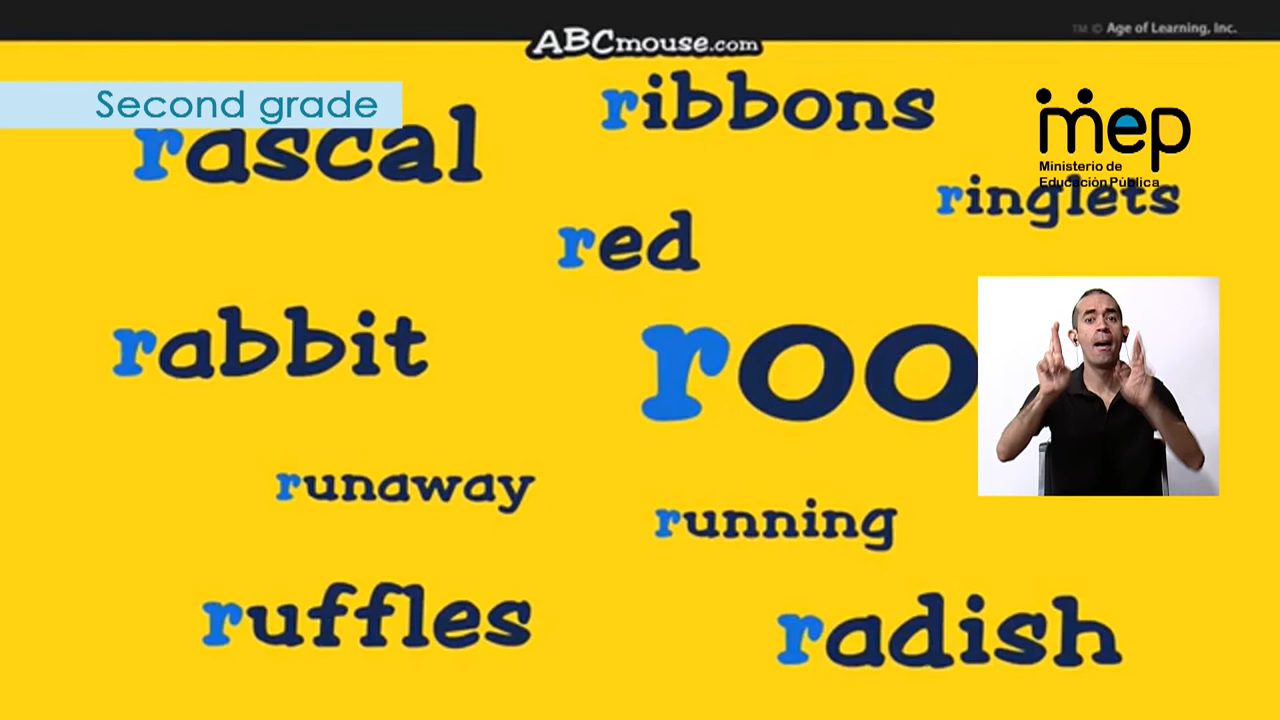 ABCmouse.com
TM © Age of Learning, Inc.
Second grade
rascal
ribbons
mep
Ministerio de
Educación Pública
ringlets
red
rabbit
roo
runaway
running
ruffles
radish